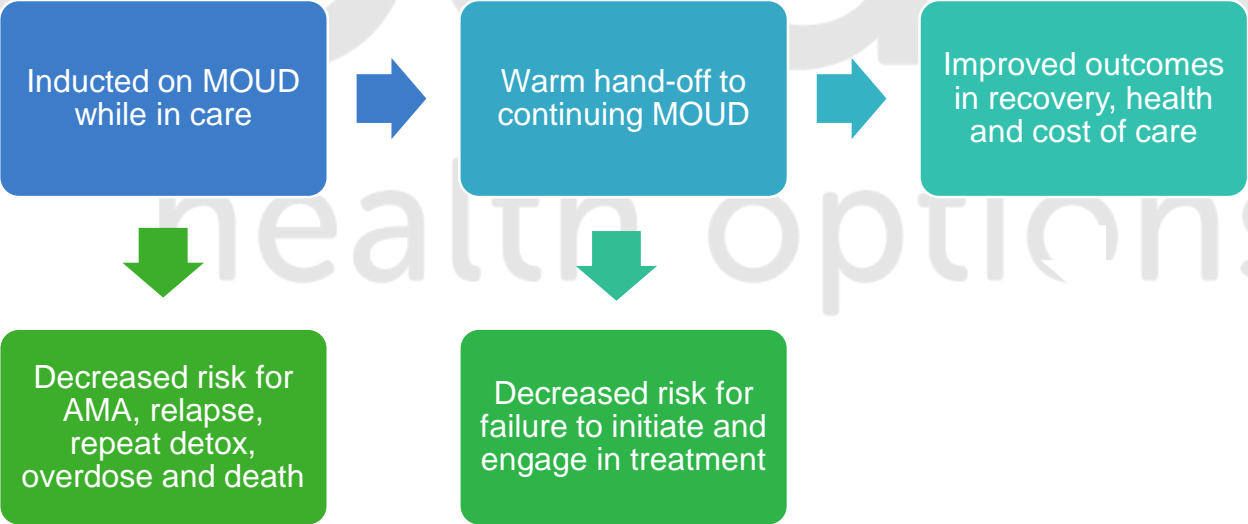 Inducted on MOUD
while in care
Warm hand-off to
continuing MOUD
Improved outcomes
in recovery, health
and cost of care
health options
Decreased risk for
AMA, relapse,
repeat detox,
overdose and death
Decreased risk for
failure to initiate and
engage in treatment